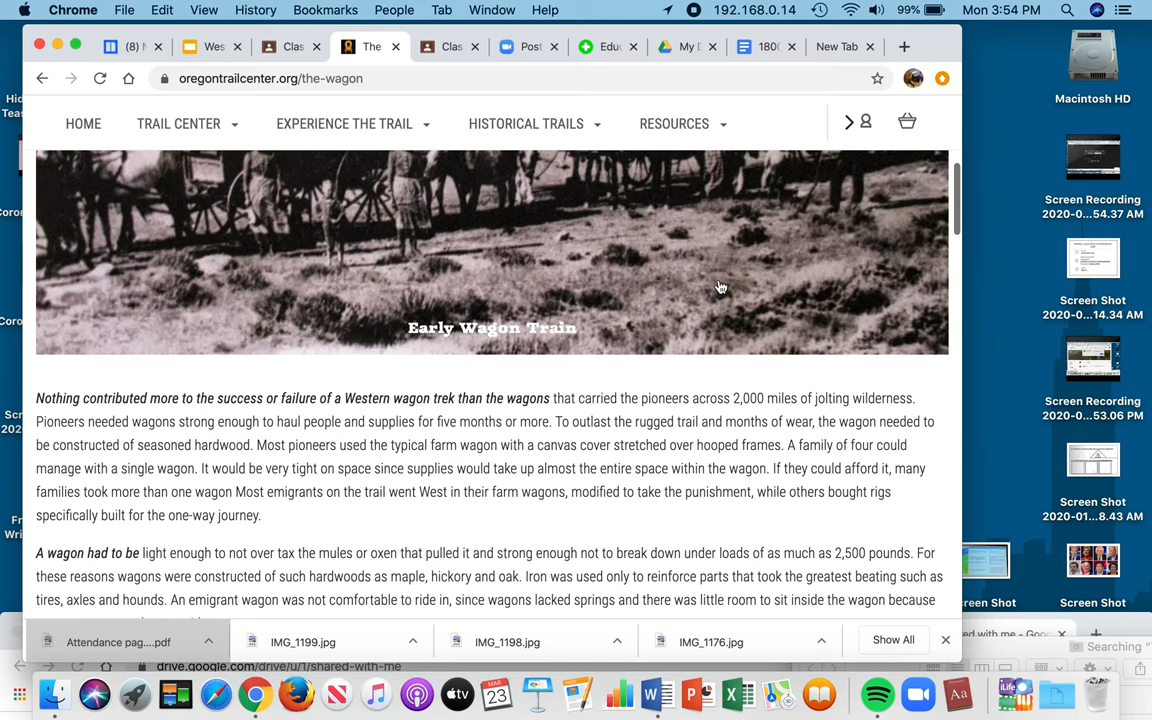 Chrome File Edit View History Bookmarks People Tab Window Help 192.168.0.14 99% Mon 3:54 PM
(8) Wes Clas The Clas Post Educ My D 180 New Tab
oregontrailcenter.org/the-wagon
Macintosh HD
HOME TRAIL CENTER EXPERIENCE THE TRAIL HISTORICAL TRAILS RESOURCES
Screen Recording
2020-0...54.37 AM
Screen Shot
2020-0...14.34 AM
Early Wagon Train
Nothing contributed more to the success or failure of a Western wagon trek than the wagons that carried the pioneers across 2,000 miles of jolting wilderness.
Pioneers needed wagons strong enough to haul people and supplies for five months or more. To outlast the rugged trail and months of wear, the wagon needed to
be constructed of seasoned hardwood. Most pioneers used the typical farm wagon with a canvas cover stretched over hooped frames. A family of four could
manage with a single wagon. It would be very tight on space since supplies would take up almost the entire space within the wagon. If they could afford it, many
families took more than one wagon Most emigrants on the trail went West in their farm wagons, modified to take the punishment, while others bought rigs
specifically built for the one-way journey.
Screen Recording
2020-0...53.06 PM
Screen Shot
2020-01...8.43 AM
A wagon had to be light enough to not over tax the mules or oxen that pulled it and strong enough not to break down under loads of as much as 2,500 pounds. For
these reasons wagons were constructed of such hardwoods as maple, hickory and oak. Iron was used only to reinforce parts that took the greatest beating such as
tires, axles and hounds. An emigrant wagon was not comfortable to ride in, since wagons lacked springs and there was little room to sit inside the wagon because
reen Shot Screen Shot
Attendance pag....pdf IMG_1199.jpg IMG_1198.jpg IMG_1176.jpg Show All
ed with me - Goo
Searching "
drive.google.com/drive/u/1/shared-with-me
MAR
23